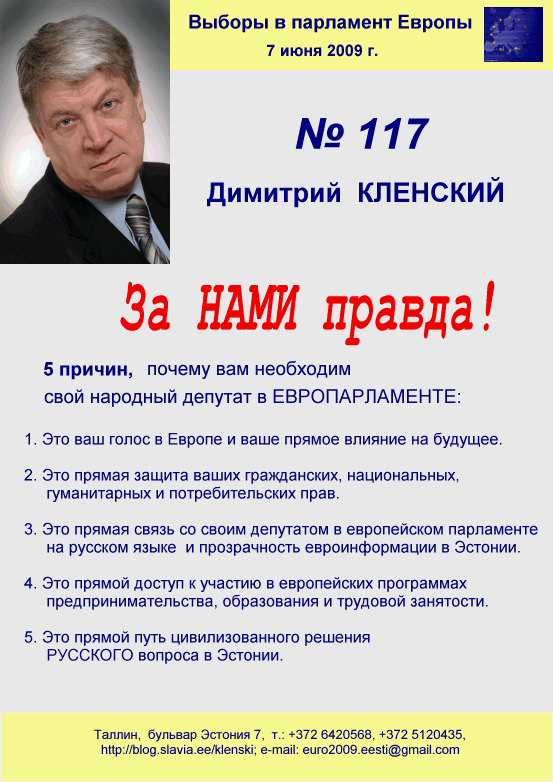 Выборы в парламент Европы
7 июня 2009 г.
№ 117
Димитрий КЛЕНСКИЙ
За НАМИ правда!
5 причин, почему вам необходим
свой народный депутат в ЕВРОПАРЛАМЕНТЕ:
1. Это ваш голос в Европе и ваше прямое влияние на будущее.
2. Это прямая защита ваших гражданских, национальных,
гуманитарных и потребительских прав.
3. Это прямая связь со своим депутатом в европейском парламенте
на русском языке и прозрачность евроинформации в Эстонии.
4. Это прямой доступ к участию в европейских программах
предпринимательства, образования и трудовой занятости.
5. Это прямой путь цивилизованного решения
РУССКОГО вопроса в Эстонии.
Таллин, бульвар Эстония 7, т.: +372 6420568, +372 5120435,
http://blog.slavia.ee/klenski; e-mail: euro2009.eesti@gmail.com